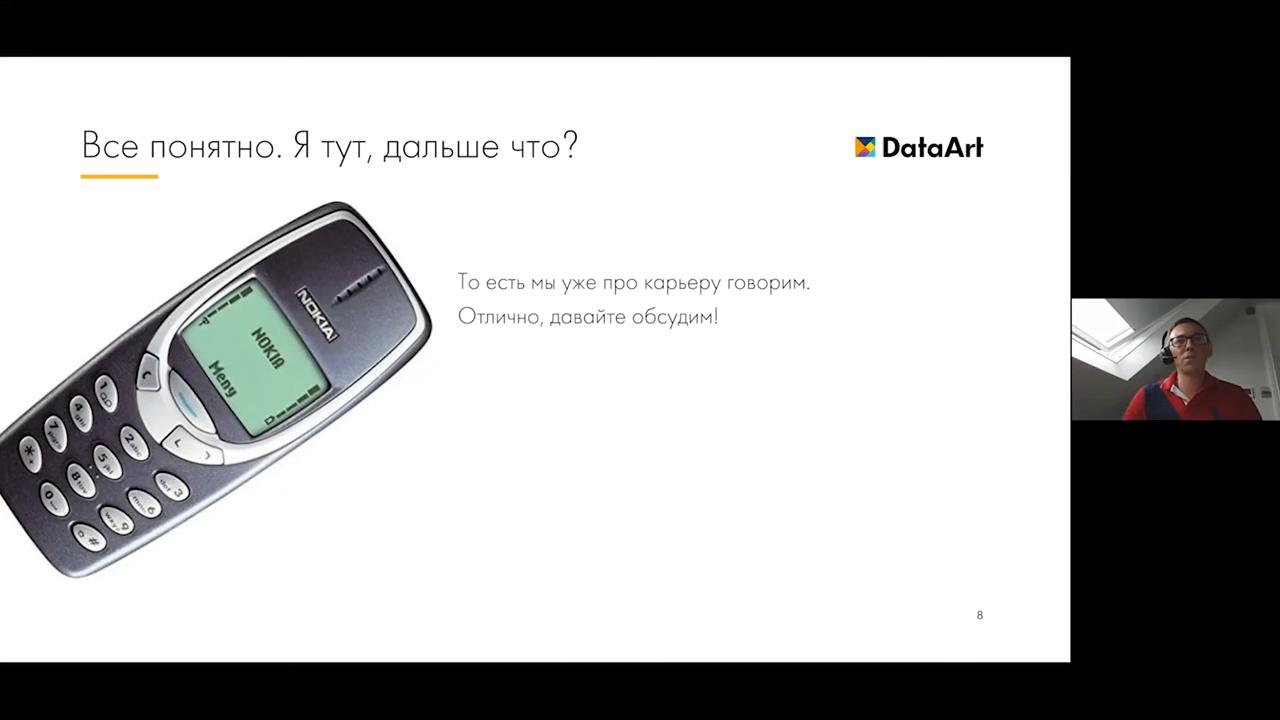 Все понятно. Я тут, дальше что?
DataArt
То есть мы уже про карьеру говорим.
Отлично, давайте обсудим!
NOKIA
NOKIA
Menu
8